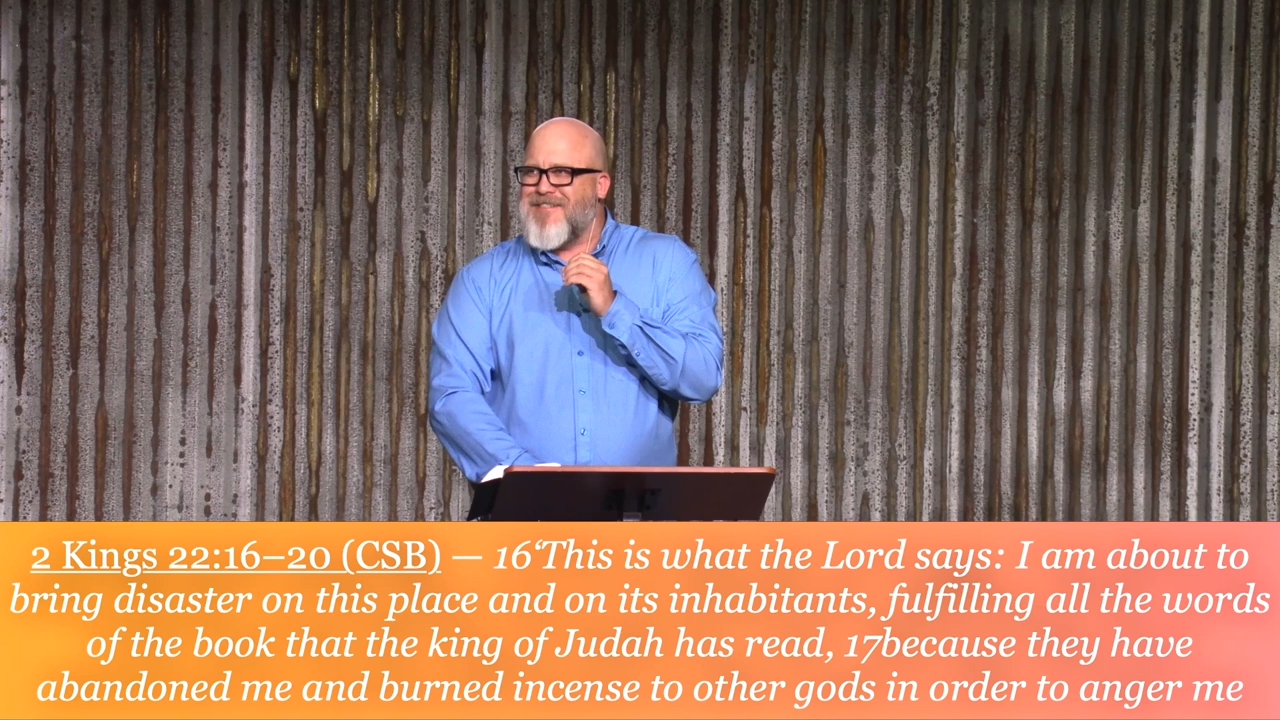 2 Kings 22:16–20 (CSB) — 16‘This is what the Lord says: I am about to
bring disaster on this place and on its inhabitants, fulfilling all the words
of the book that the king of Judah has read, 17because they have
abandoned me and burned incense to other gods in order to anger me